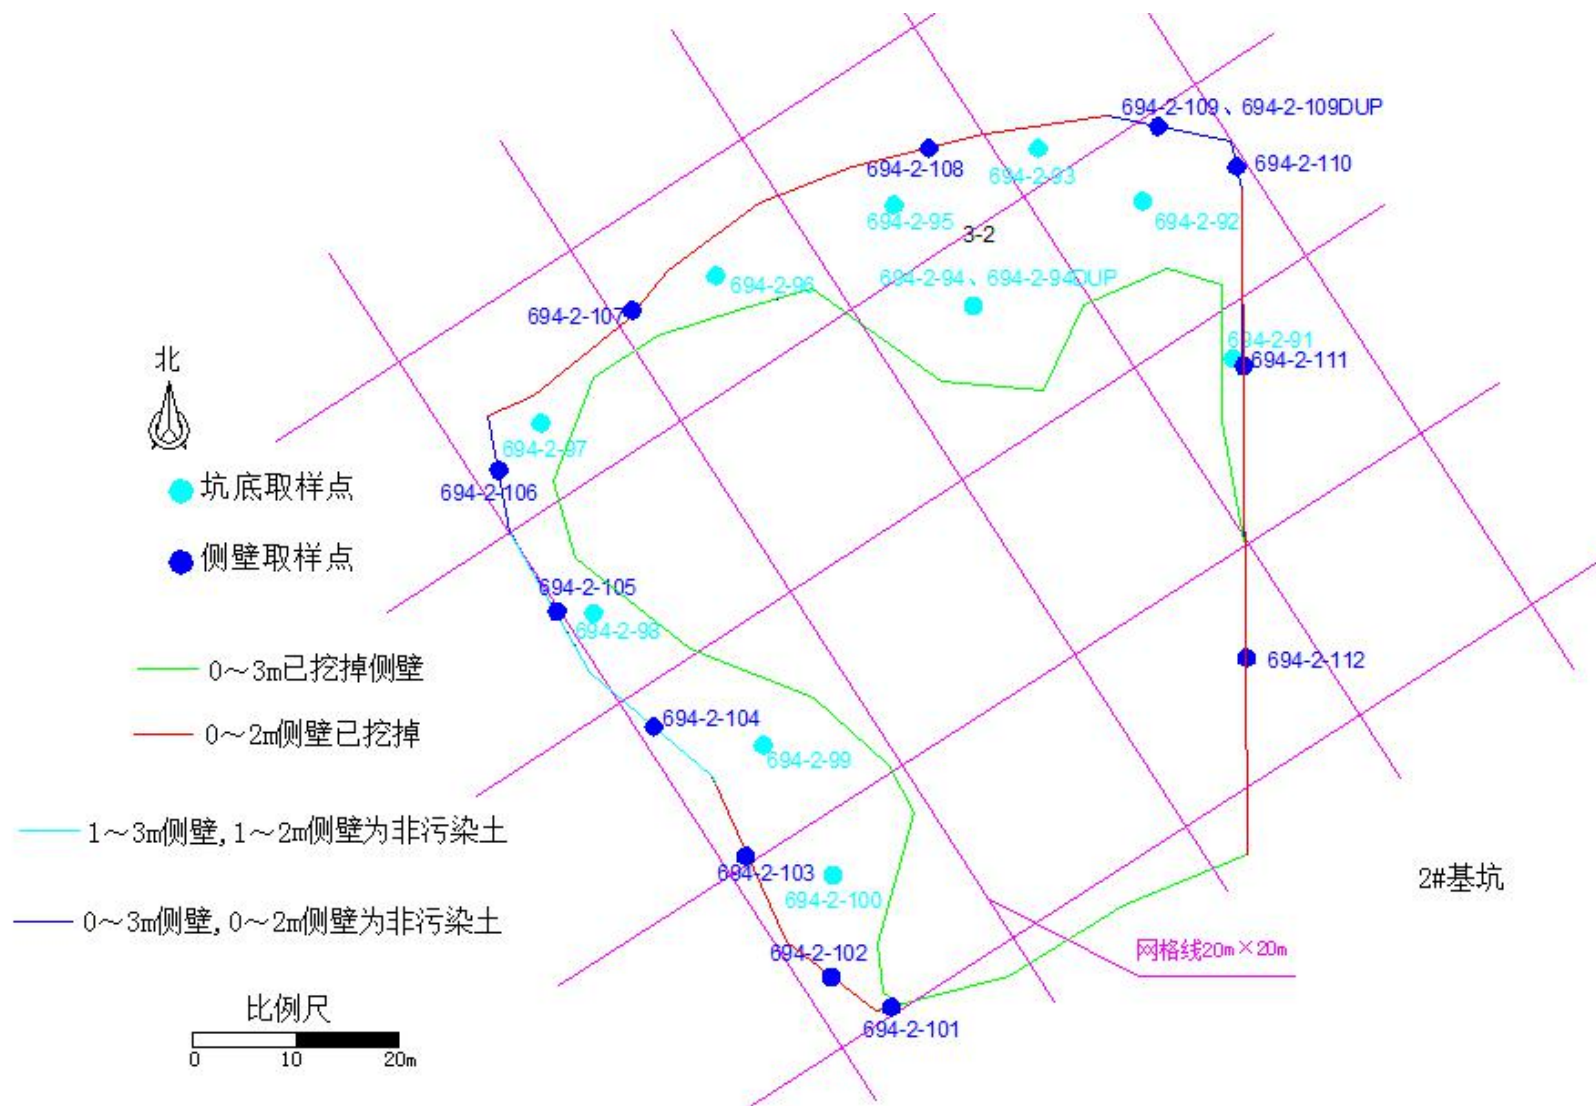 694-2-109、694-2-109DUP
694-2-110
694-2-108
694-2-93
694-2-95
694-2-92
3-2
694-2-94、694-2-94DUP
694-2-96
694-2-107
694-2-91
694-2-111
北
694-2-97
694-2-106
坑底取样点
侧壁取样点
694-2-105
694-2-98
694-2-112
0～3m已挖掉侧壁
694-2-104
0～2m侧壁已挖掉
694-2-99
1～3m侧壁,1～2m侧壁为非污染土
694-2-103
2#基坑
694-2-100
0～3m侧壁,0～2m侧壁为非污染土
694-2-102
网格线20m×20m
比例尺
694-2-101
0 10 20m